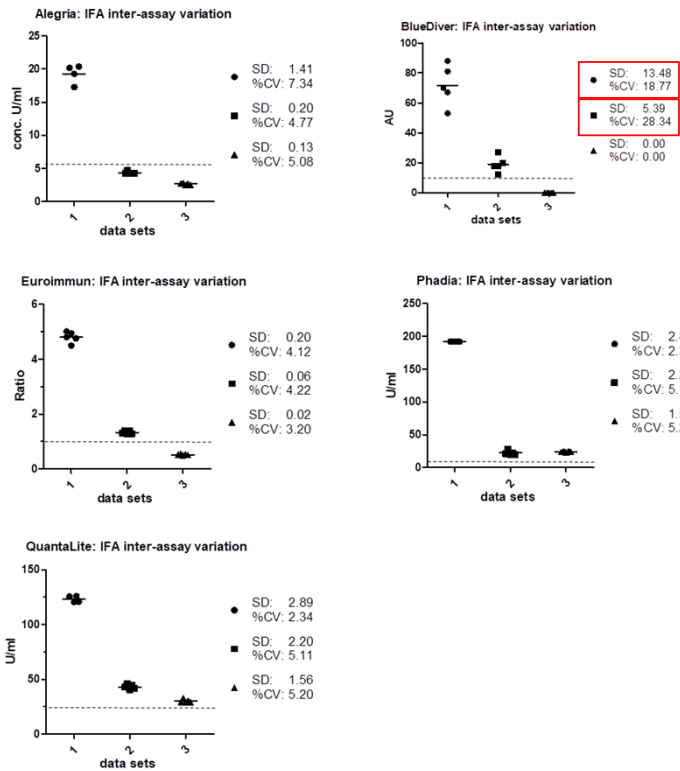 Alegria: IFA inter-assay variation
25
20
15
10
5
0
conc. U/ml
1
2
3
data sets
SD: 1.41
%CV: 7.34
SD: 0.20
%CV: 4.77
SD: 0.13
%CV: 5.08
BlueDiver: IFA inter-assay variation
100
80
60
40
20
0
AU
1
2
3
data sets
SD: 13.48
%CV: 18.77
SD: 5.39
%CV: 28.34
SD: 0.00
%CV: 0.00
Euroimmun: IFA inter-assay variation
6
4
2
0
Ratio
1
2
3
data sets
SD: 0.20
%CV: 4.12
SD: 0.06
%CV: 4.22
SD: 0.02
%CV: 3.20
Phadia: IFA inter-assay variation
250
200
150
100
50
0
U/ml
1
2
3
data sets
SD:
%CV:
SD:
%CV:
SD:
%CV:
QuantaLite: IFA inter-assay variation
150
100
50
0
U/ml
1
2
3
data sets
SD: 2.89
%CV: 2.34
SD: 2.20
%CV: 5.11
SD: 1.56
%CV: 5.20